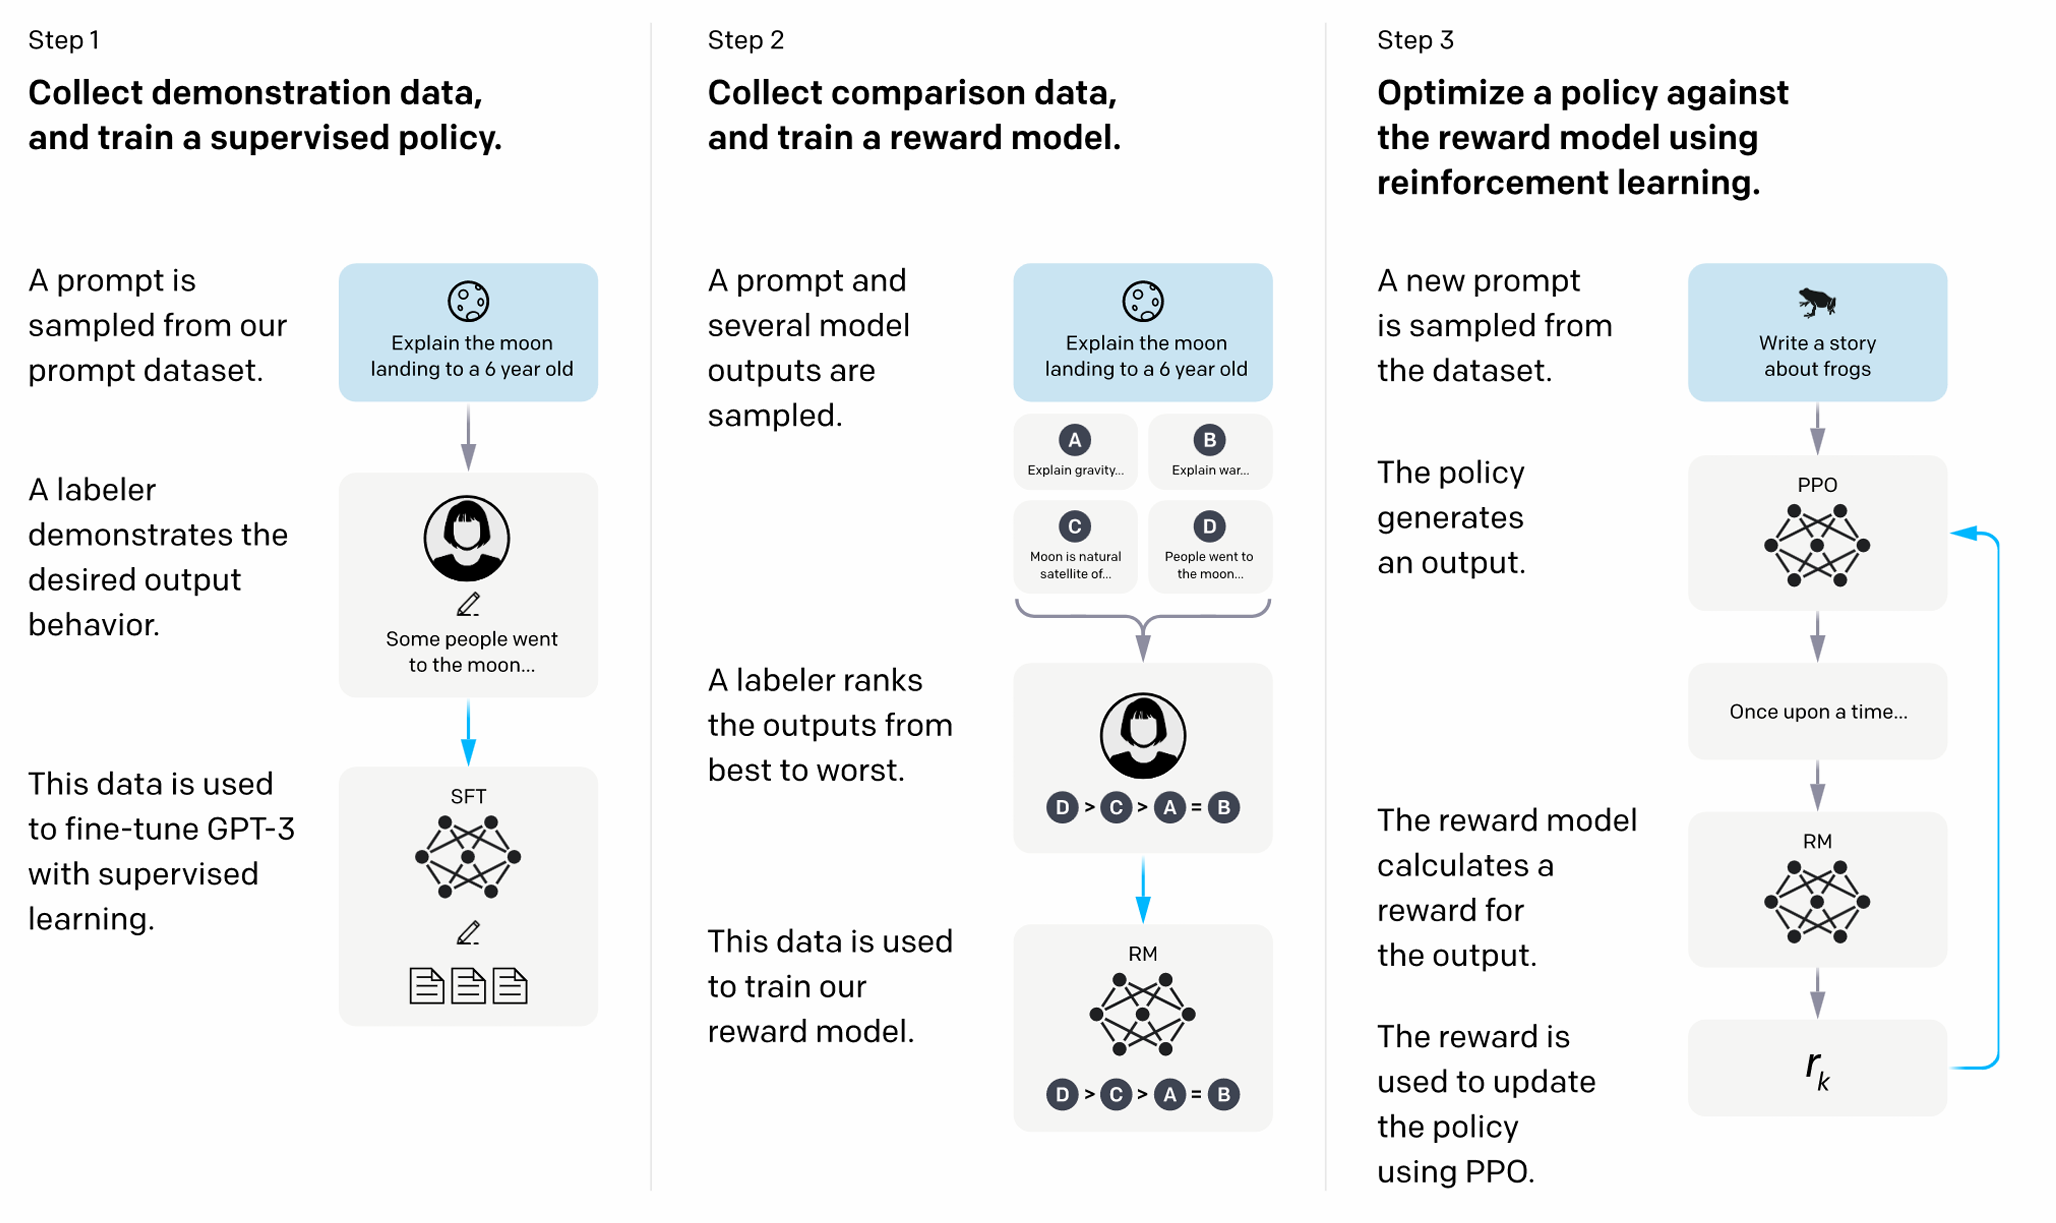 Step 1
Collect demonstration data,
and train a supervised policy.
A prompt is
sampled from our
prompt dataset.
Explain the moon
landing to a 6 year old
A labeler
demonstrates the
desired output
behavior.
Some people went
to the moon...
This data is used
to fine-tune GPT-3
with supervised
learning.
SFT
Step 2
Collect comparison data,
and train a reward model.
A prompt and
several model
outputs are
sampled.
Explain the moon
landing to a 6 year old
A
Explain gravity...
B
Explain war...
C
Moon is natural
satellite of...
D
People went to
the moon...
A labeler ranks
the outputs from
best to worst.
D > C > A = B
This data is used
to train our
reward model.
RM
D > C > A = B
Step 3
Optimize a policy against
the reward model using
reinforcement learning.
A new prompt
is sampled from
the dataset.
Write a story
about frogs
The policy
generates
an output.
PPO
Once upon a time...
The reward model
calculates a
reward for
the output.
RM
The reward is
used to update
the policy
using PPO.
r_k